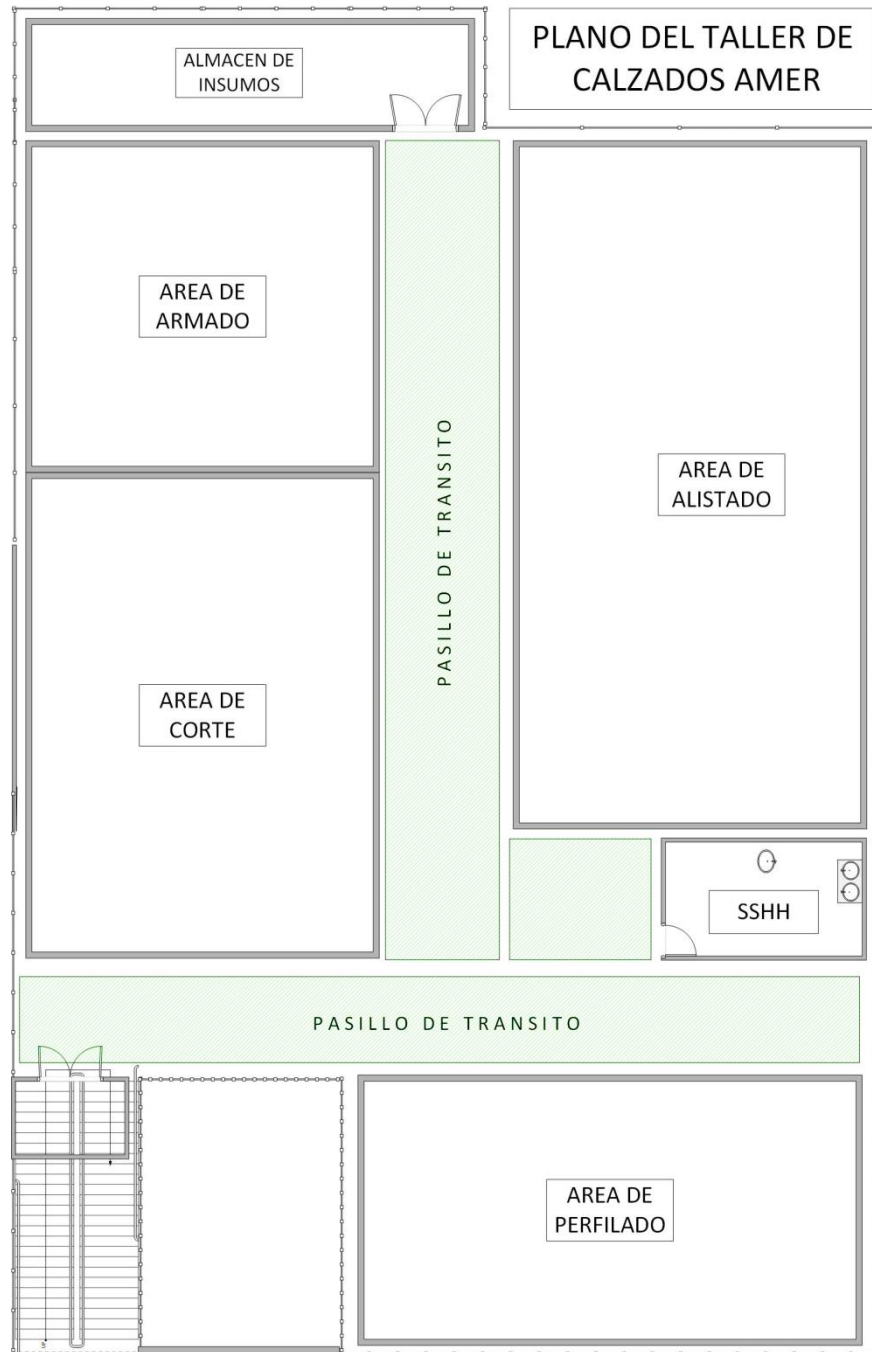 PLANO DEL TALLER DE
CALZADOS AMER
ALMACEN DE
INSUMOS
AREA DE
ARMADO
PASILLO DE TRANSITO
AREA DE
ALISTADO
AREA DE
CORTE
SSHH
PASILLO DE TRANSITO
AREA DE
PERFILADO